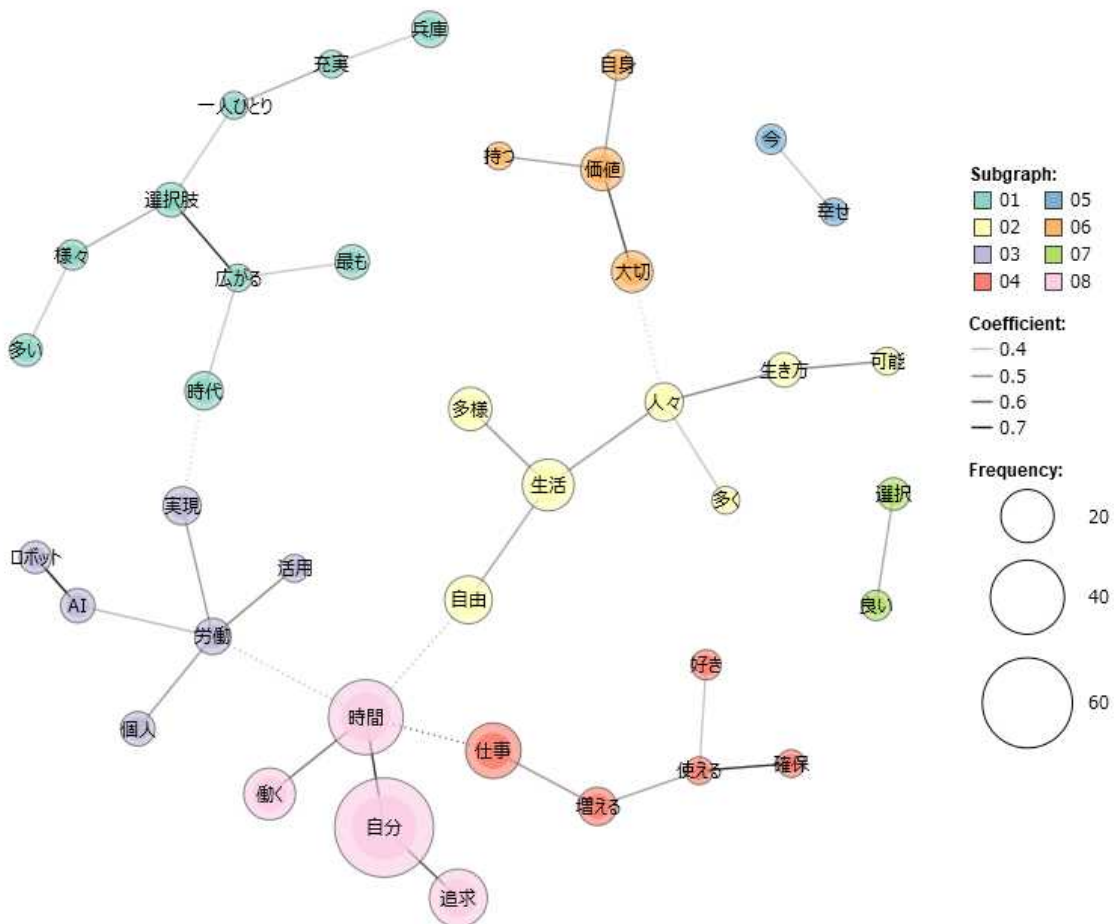 兵庫
充実
一人ひとり
選択肢
様々
広がる
最も
多い
時代
自身
持つ
価値
大切
今
幸せ
生き方
可能
人々
多様
生活
多く
自由
選択
良い
実現
ロボット
活用
AI
労働
個人
時間
働く
自分
追求
仕事
増える
好き
使える
確保
Subgraph:
01 05
02 06
03 07
04 08
Coefficient:
0.4
0.5
0.6
0.7
Frequency:
20
40
60